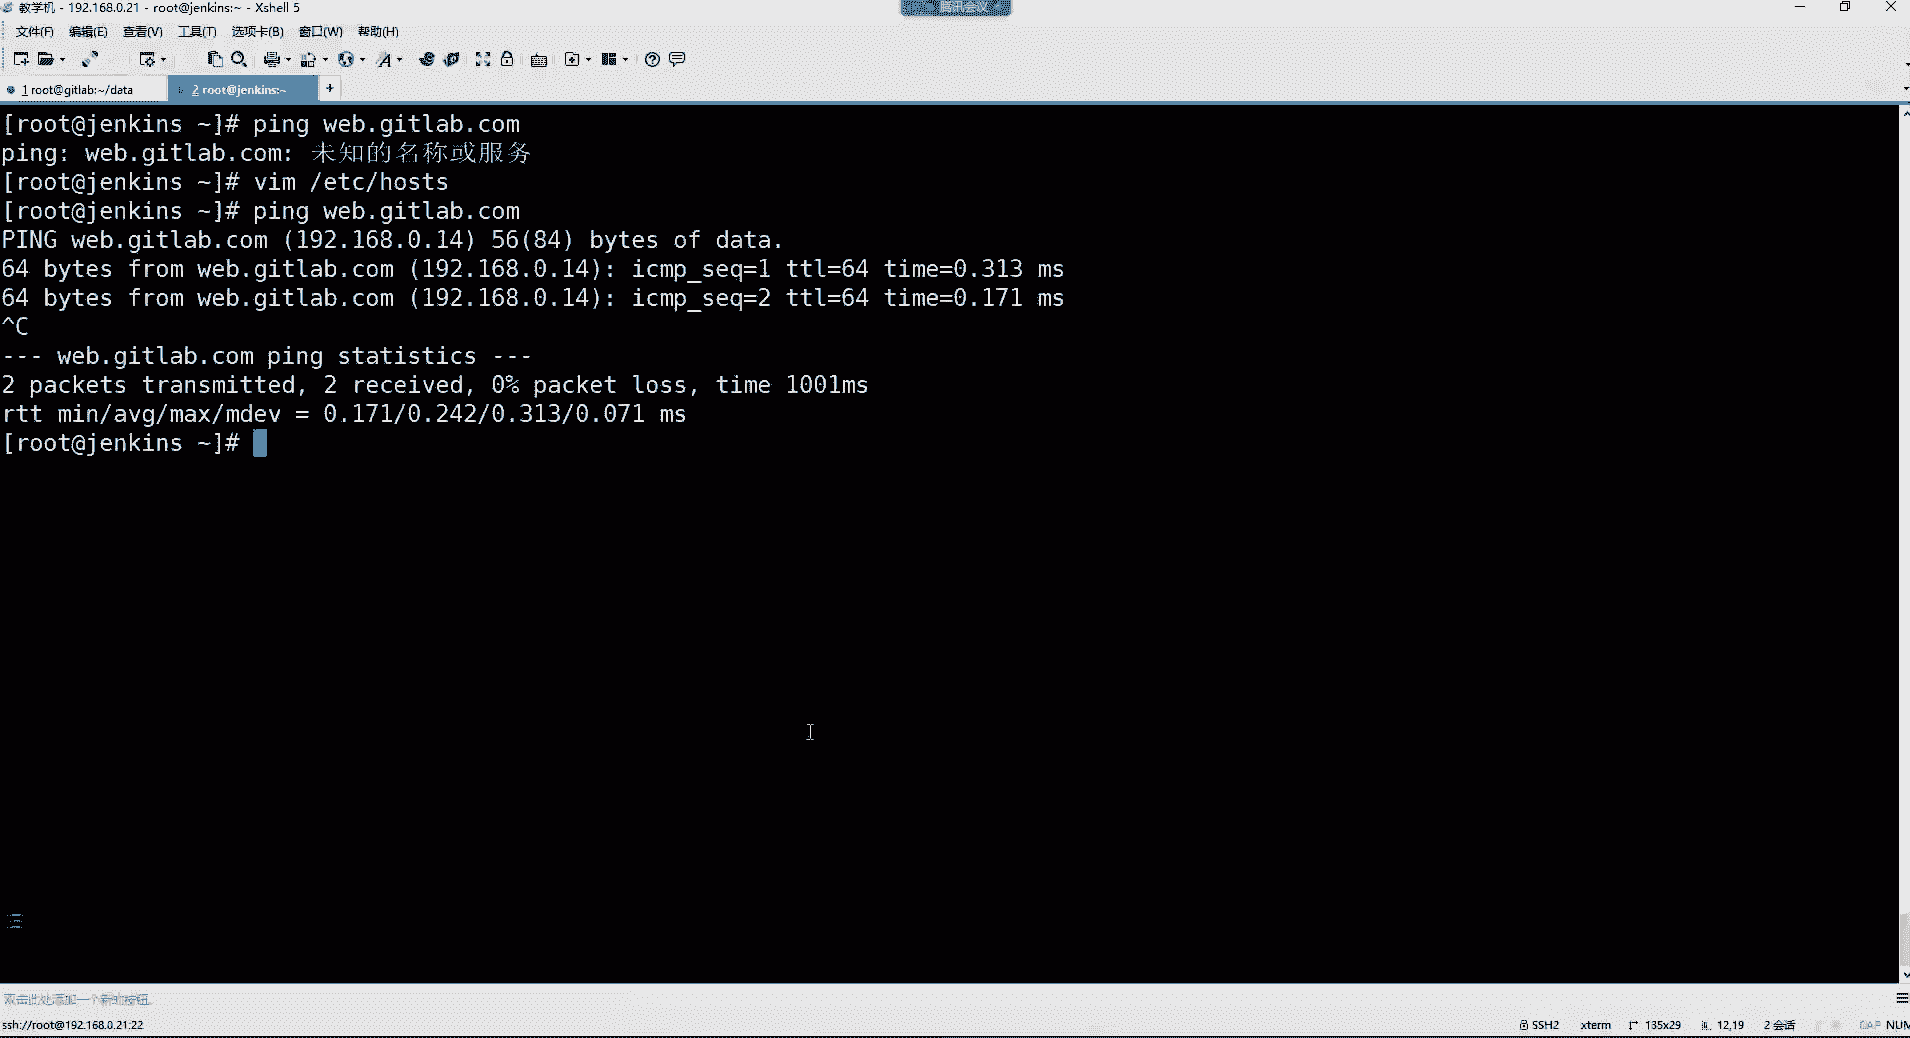 教学机 - 192.168.0.21 - root@jenkins:~ - Xshell 5
腾讯会议
文件(F) 编辑(E) 查看(V) 工具(T) 选项卡(B) 窗口(W) 帮助(H)
1 root@gitlab:~/data
2 root@jenkins:~
+
[root@jenkins ~]# ping web.gitlab.com
ping: web.gitlab.com: 未知的名称或服务
[root@jenkins ~]# vim /etc/hosts
[root@jenkins ~]# ping web.gitlab.com
PING web.gitlab.com (192.168.0.14) 56(84) bytes of data.
64 bytes from web.gitlab.com (192.168.0.14): icmp_seq=1 ttl=64 time=0.313 ms
64 bytes from web.gitlab.com (192.168.0.14): icmp_seq=2 ttl=64 time=0.171 ms
^C
--- web.gitlab.com ping statistics ---
2 packets transmitted, 2 received, 0% packet loss, time 1001ms
rtt min/avg/max/mdev = 0.171/0.242/0.313/0.071 ms
[root@jenkins ~]#
双击此处添加一个新的按钮。
ssh://root@192.168.0.21:22
SSH2 xterm 135x29 12,19 2 会话 CAP NUM